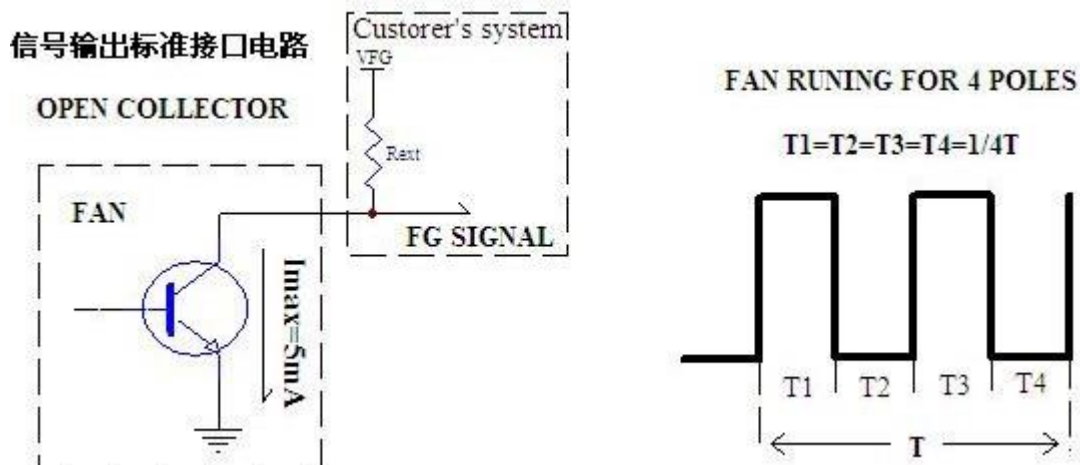 信号输出标准接口电路
OPEN COLLECTOR
FAN
Imax=5mA
Custorer's system
VFG
Rext
FG SIGNAL
FAN RUNING FOR 4 POLES
T1=T2=T3=T4=1/4T
T1 T2 T3 T4
T